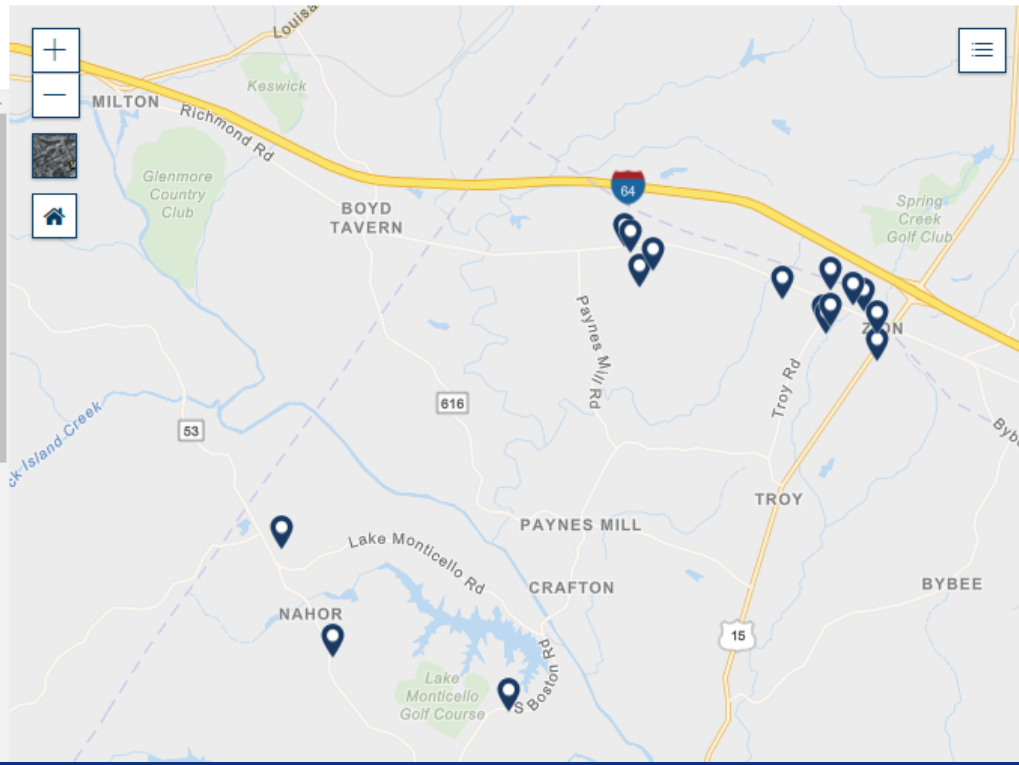 Louisa
Keswick
MILTON
Richmond Rd
Glenmore
Country
Club
64
BOYD
TAVERN
Spring
Creek
Golf Club
Paynes Mill Rd
ZION
Troy Rd
616
53
ck Island Creek
Bybe
TROY
PAYNES MILL
Lake Monticello Rd
CRAFTON
BYBEE
NAHOR
15
S Boston Rd
Lake
Monticello
Golf Course